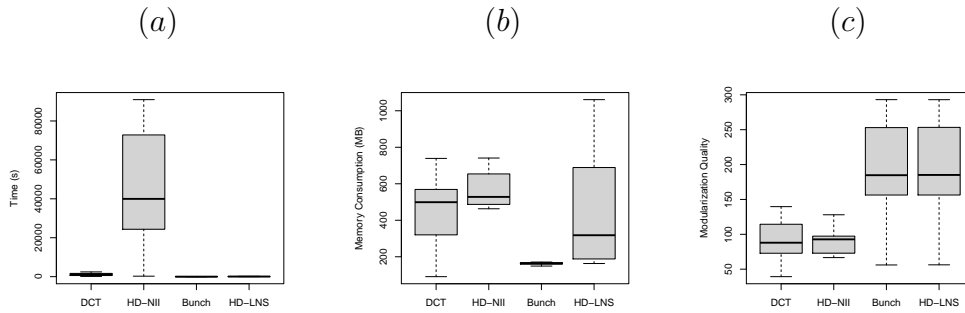 (a)
(b)
(c)
Time (s)
80000
60000
40000
20000
0
DCT
HD−NII
Bunch
HD−LNS
Memory Consumption (MB)
1000
800
600
400
200
DCT
HD−NII
Bunch
HD−LNS
Modularization Quality
300
250
200
150
100
50
DCT
HD−NII
Bunch
HD−LNS